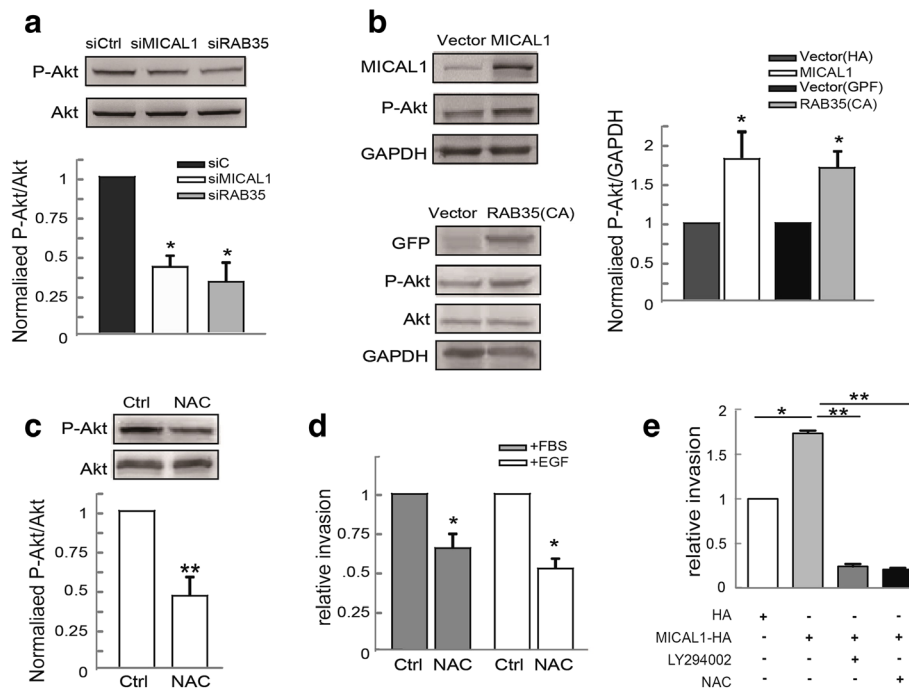 a
siCtrl siMICAL1 siRAB35
P-Akt
Akt
Normaliaed P-Akt/Akt
1
0.75
0.5
0.25
0
siC
siMICAL1
siRAB35
*
*
b
Vector MICAL1
MICAL1
P-Akt
GAPDH
Vector RAB35(CA)
GFP
P-Akt
Akt
GAPDH
Vector(HA)
MICAL1
Vector(GPF)
RAB35(CA)
Normaliaed P-Akt/GAPDH
2
1.5
1
0.5
0
*
*
c
Ctrl NAC
P-Akt
Akt
Normaliaed P-Akt/Akt
1
0.75
0.5
0.25
0
**
Ctrl NAC
d
+FBS
+EGF
relative invasion
1
0.75
.5
0.25
0
*
*
Ctrl NAC Ctrl NAC
e
relative invasion
2
1.5
1
0.5
0
*
**
**
HA + - - -
MICAL1-HA - + + +
LY294002 - - + -
NAC - - - +